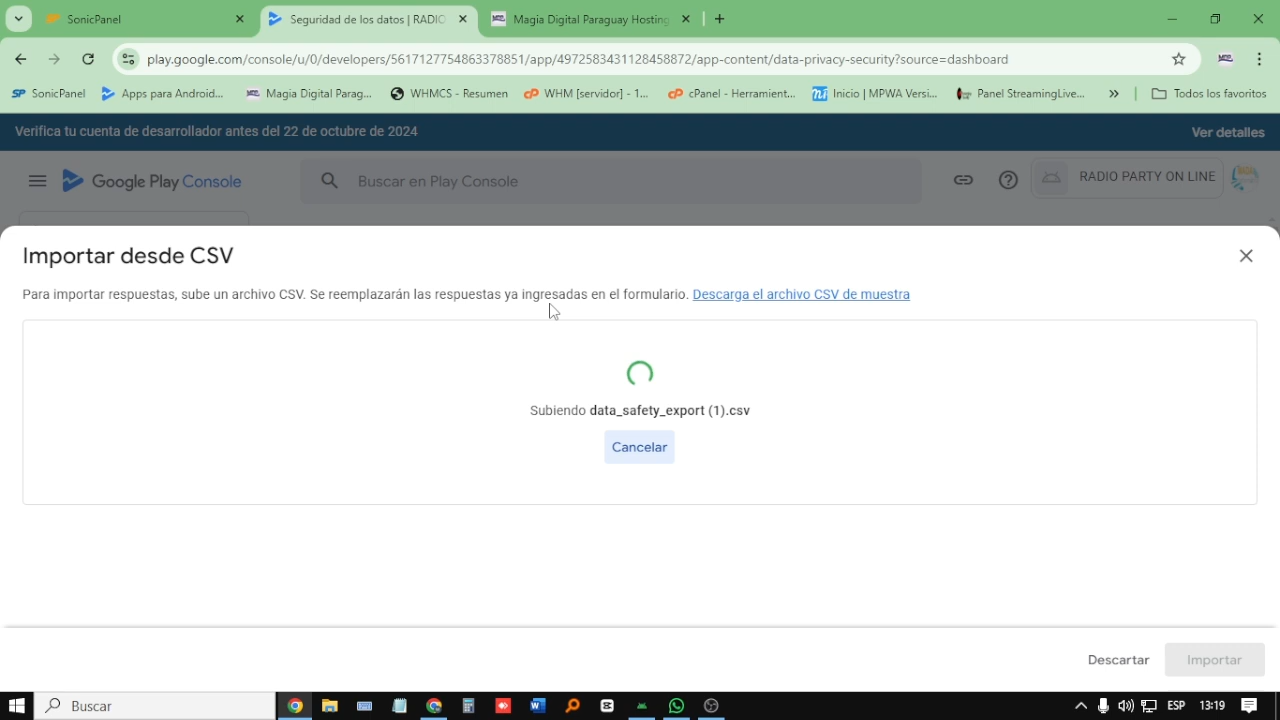 SonicPanel
Seguridad de los datos | RADIO
Magia Digital Paraguay Hosting
play.google.com/console/u/0/developers/5617127754863378851/app/4972583431128458872/app-content/data-privacy-security?source=dashboard
SonicPanel
Apps para Android...
Magia Digital Parag...
WHMCS - Resumen
WHM [servidor] - 1...
cPanel - Herramient...
Inicio | MPWA Versi...
Panel StreamingLive...
Todos los favoritos
Verifica tu cuenta de desarrollador antes del 22 de octubre de 2024
Ver detalles
Google Play Console
Buscar en Play Console
RADIO PARTY ON LINE
Importar desde CSV
Para importar respuestas, sube un archivo CSV. Se reemplazarán las respuestas ya ingresadas en el formulario. Descarga el archivo CSV de muestra
Subiendo data_safety_export (1).csv
Cancelar
Descartar
Importar
Buscar
ESP
13:19